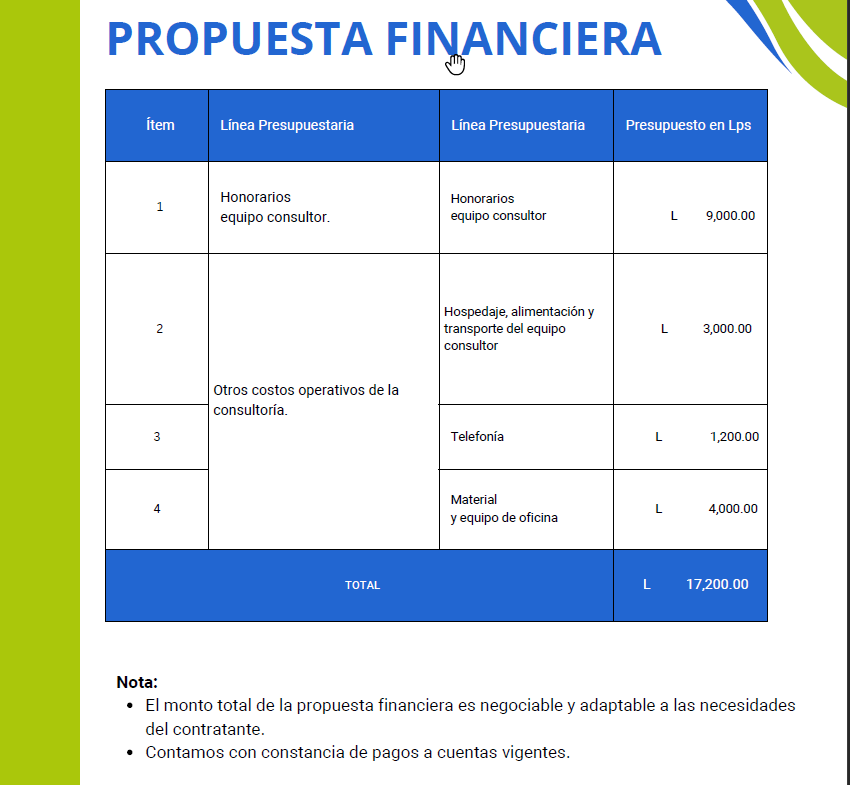 PROPUESTA FINANCIERA
Ítem
Línea Presupuestaria
Línea Presupuestaria
Presupuesto en Lps
1
Honorarios
equipo consultor.
Honorarios
equipo consultor
L 9,000.00
2
Otros costos operativos de la
consultoría.
Hospedaje, alimentación y
transporte del equipo
consultor
L 3,000.00
3
Telefonía
L 1,200.00
4
Material
y equipo de oficina
L 4,000.00
TOTAL
L 17,200.00
Nota:
• El monto total de la propuesta financiera es negociable y adaptable a las necesidades
del contratante.
• Contamos con constancia de pagos a cuentas vigentes.